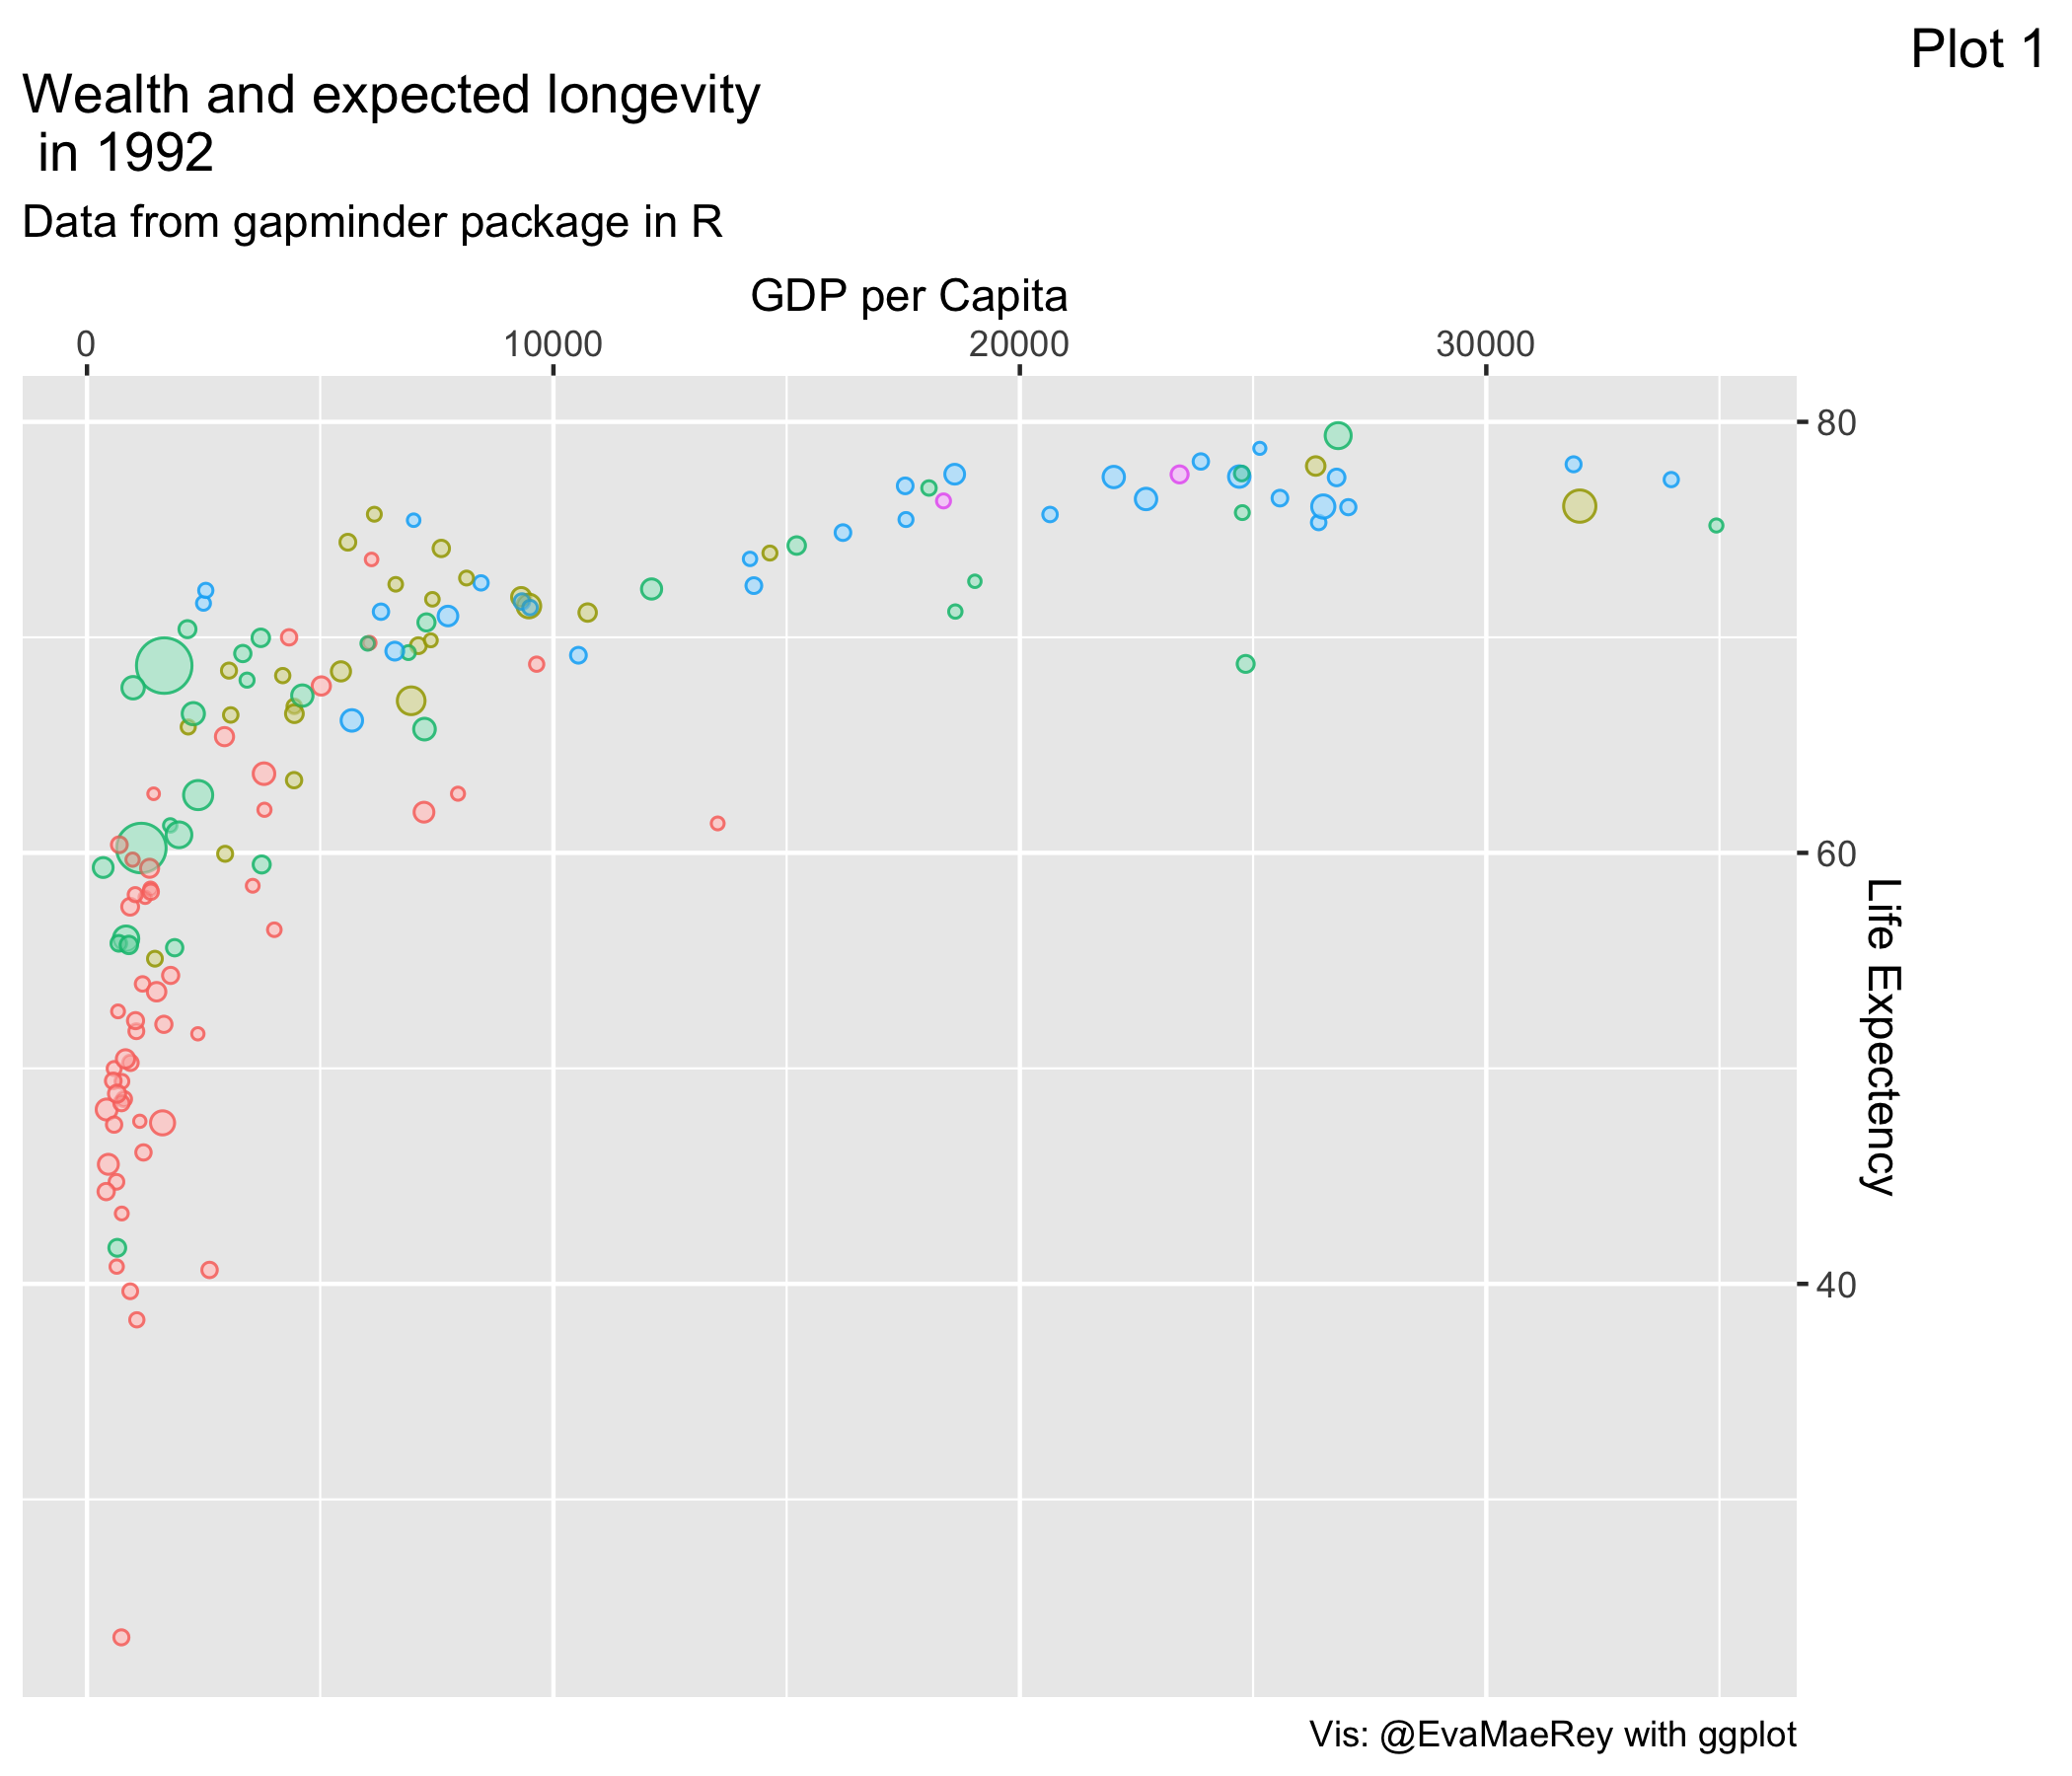 Plot 1
Wealth and expected longevity
in 1992
Data from gapminder package in R
GDP per Capita
0 10000 20000 30000
80
60
Life Expectency
40
Vis: @EvaMaeRey with ggplot